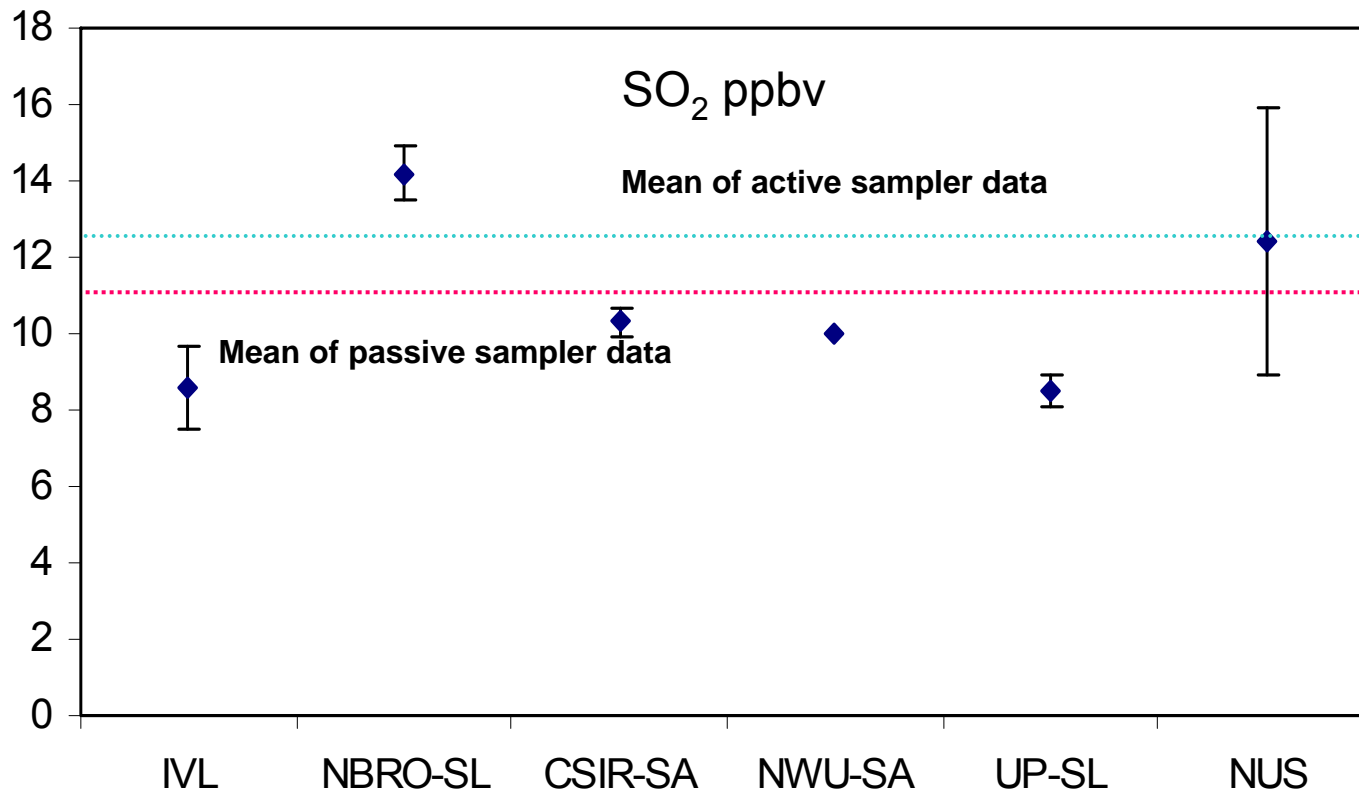 18
16
14
12
10
8
6
4
2
0
SO₂ ppbv
Mean of active sampler data
Mean of passive sampler data
IVL NBRO-SL CSIR-SA NWU-SA UP-SL NUS